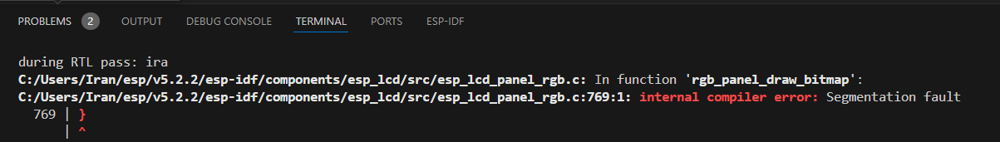 PROBLEMS 2 OUTPUT DEBUG CONSOLE TERMINAL PORTS ESP-IDF
during RTL pass: ira
C:/Users/Iran/esp/v5.2.2/esp-idf/components/esp_lcd/src/esp_lcd_panel_rgb.c: In function 'rgb_panel_draw_bitmap':
C:/Users/Iran/esp/v5.2.2/esp-idf/components/esp_lcd/src/esp_lcd_panel_rgb.c:769:1: internal compiler error: Segmentation fault
769 | }
| ^